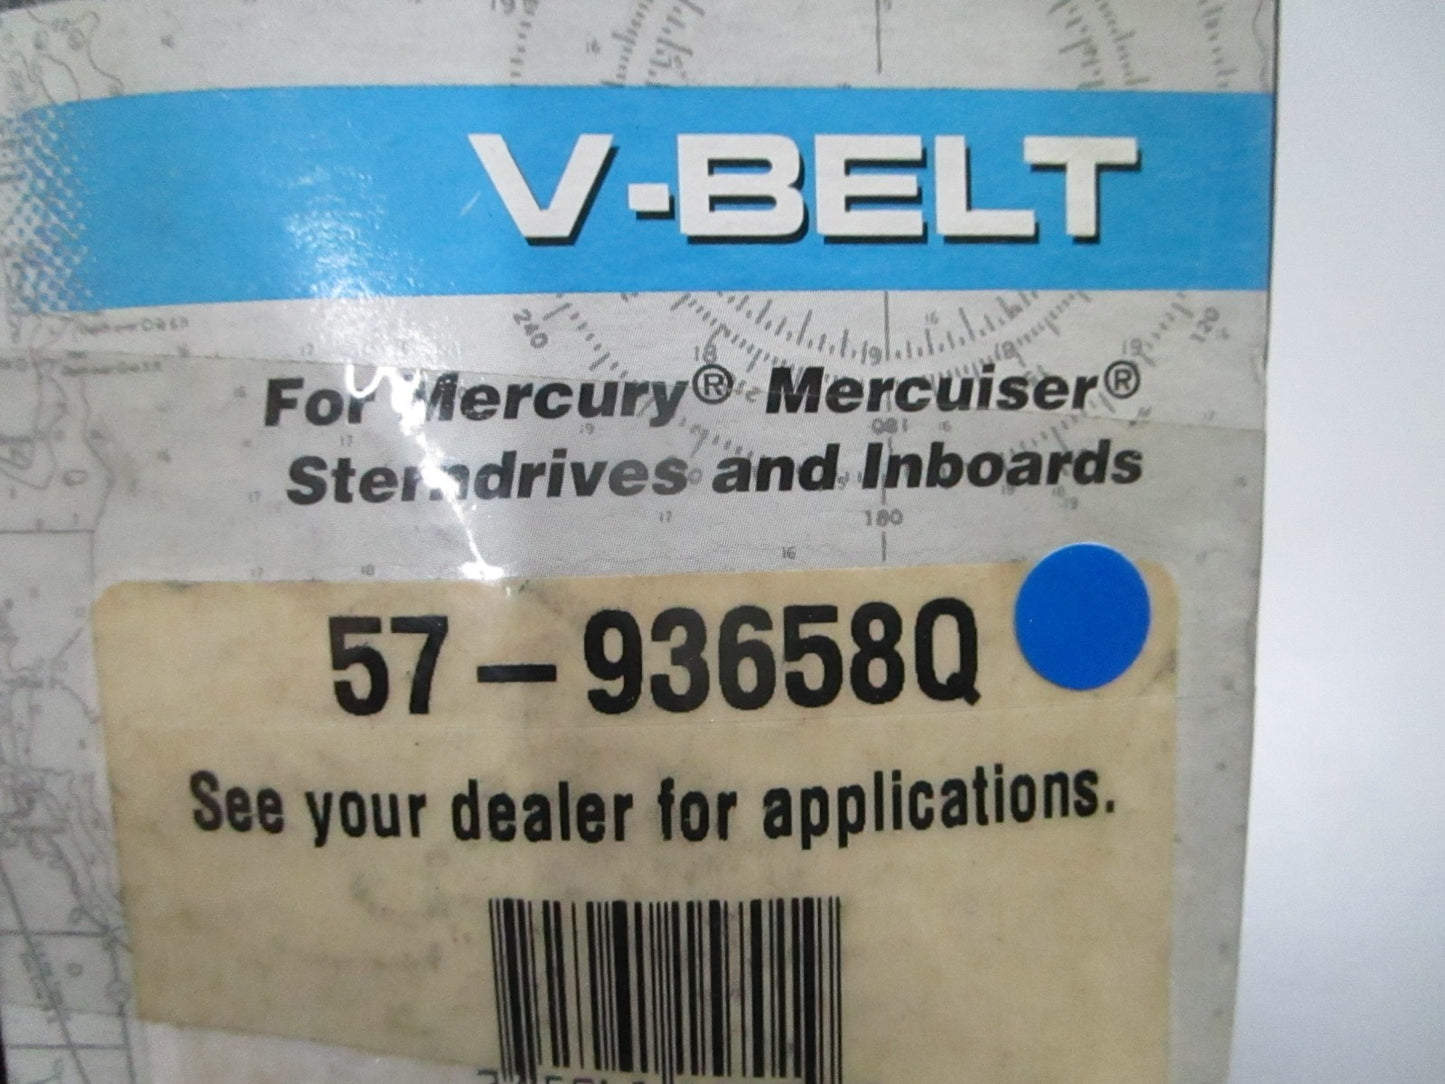 V-BELT
For Mercury® Mercuiser®
Sterndrives and Inboards
57-93658Q
See your dealer for applications.